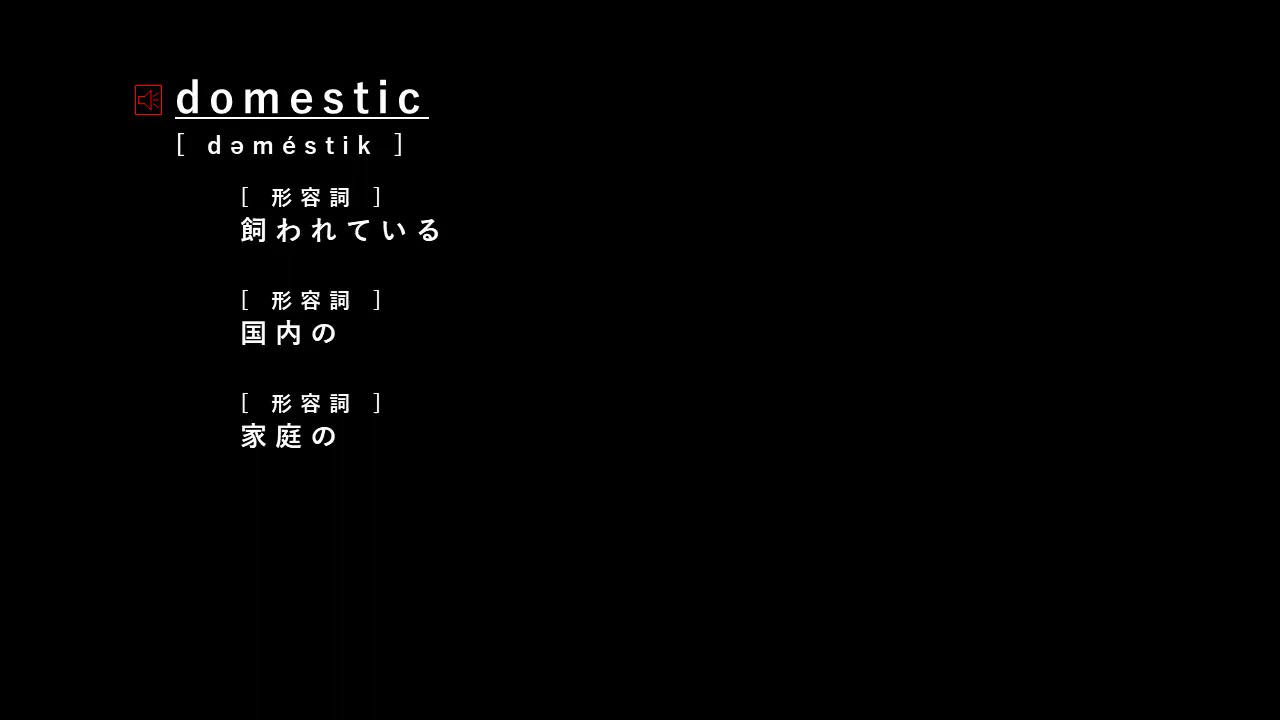 domestic
[ dəméstik ]
[ 形容詞 ]
飼われている
[ 形容詞 ]
国内の
[ 形容詞 ]
家庭の